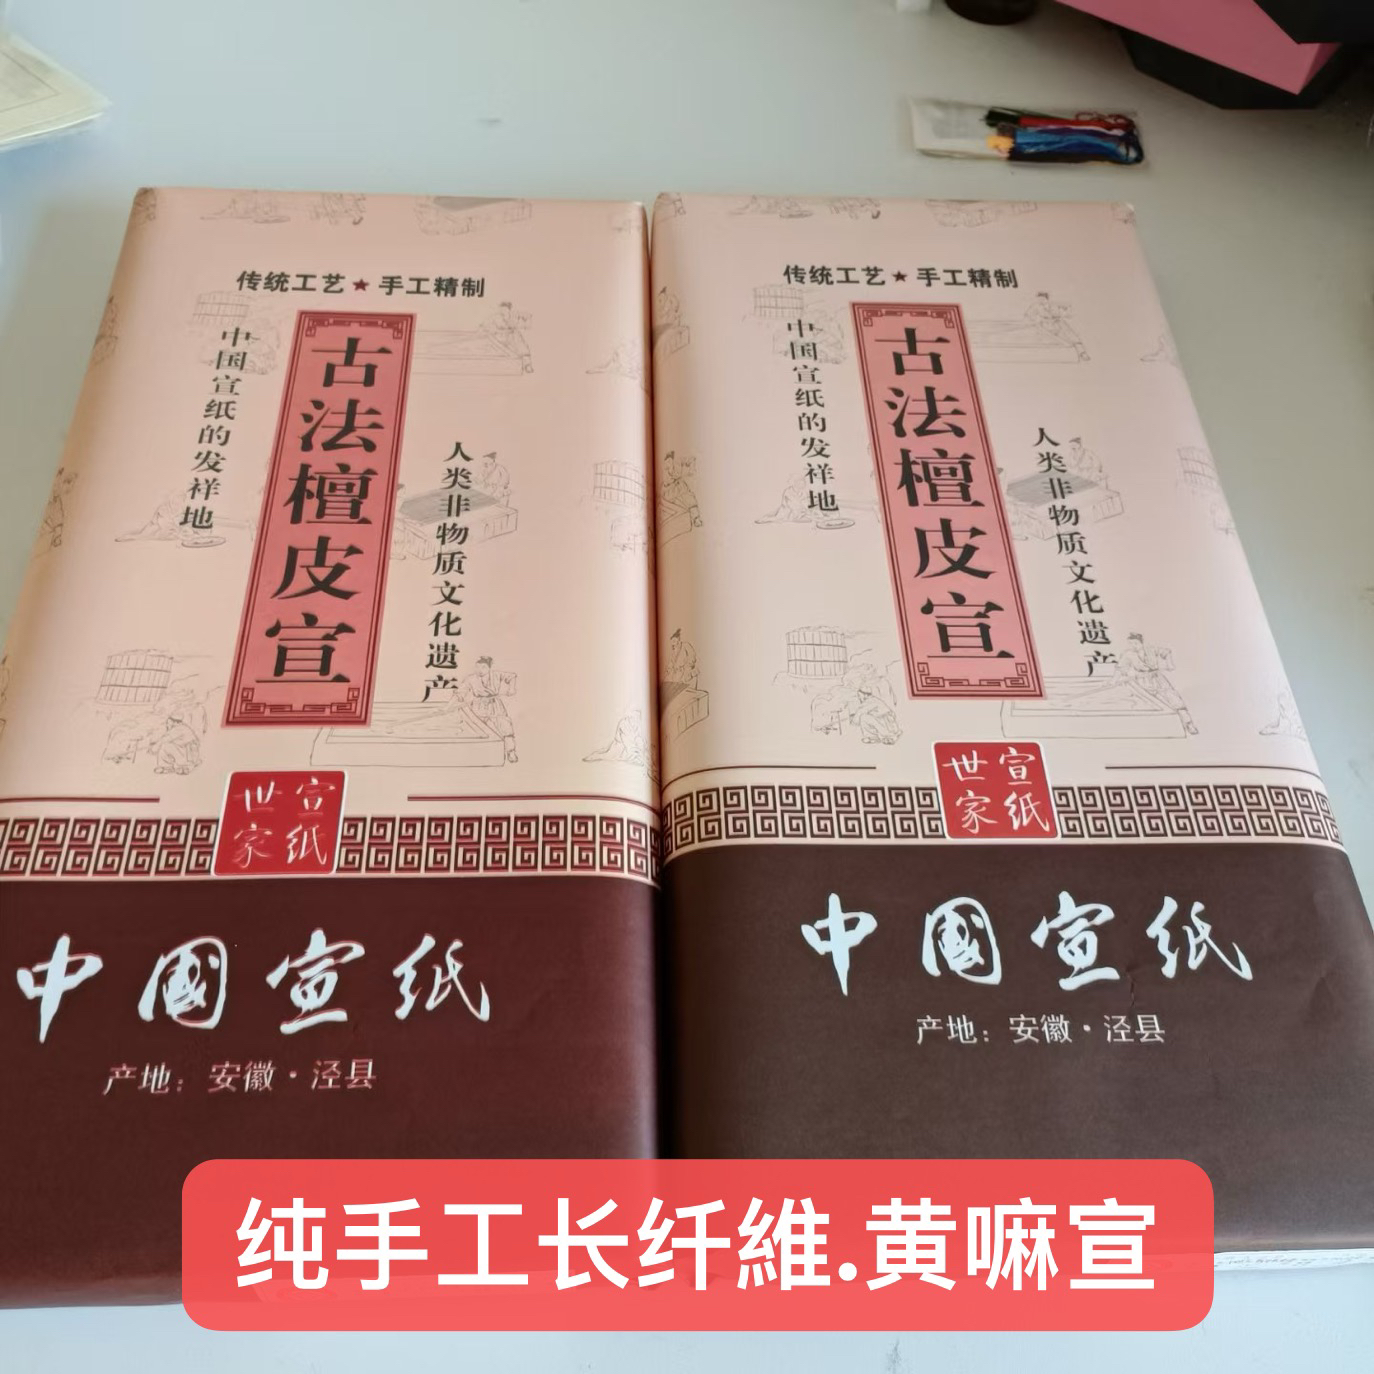 传统工艺★手工精制
中国宣纸的发祥地
古法檀皮宣
人类非物质文化遗产
宣纸
世家
中國宣纸
产地：安徽·泾县
传统工艺★手工精制
中国宣纸的发祥地
古法檀皮宣
人类非物质文化遗产
宣纸
世家
中國宣纸
产地：安徽·泾县
纯手工长纤維.黄嘛宣